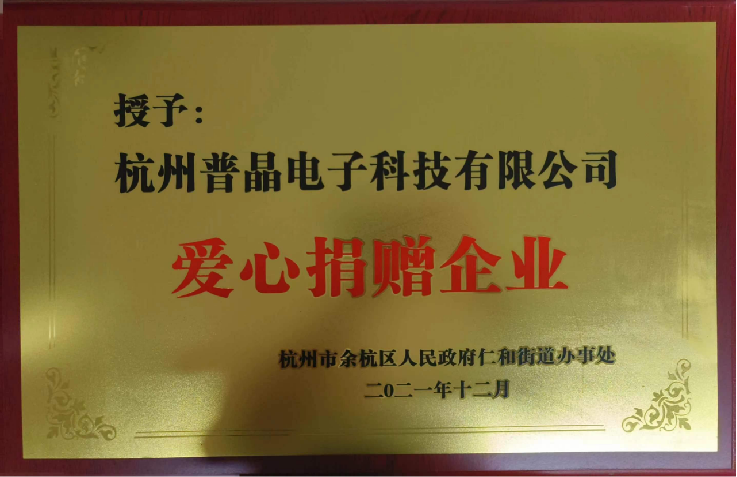 授予：
杭州普晶电子科技有限公司
爱心捐赠企业
杭州市余杭区人民政府仁和街道办事处
二0二一年十二月